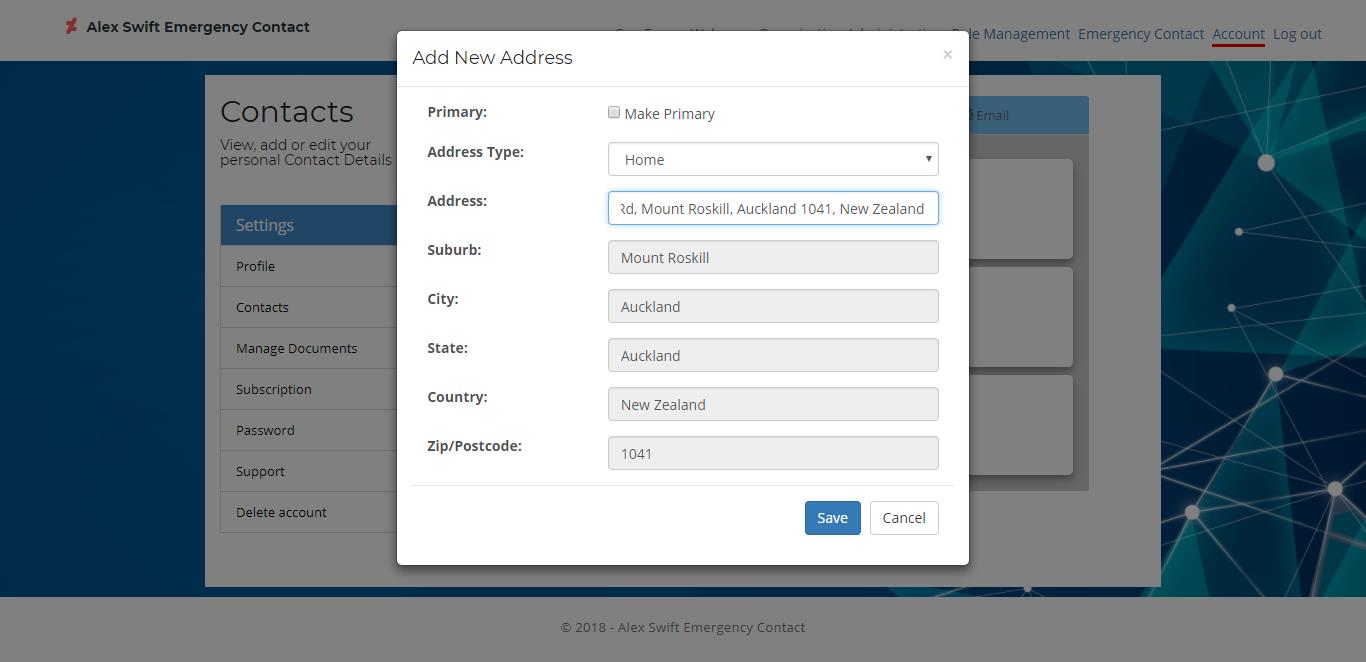 Alex Swift Emergency Contact
Management Emergency Contact Account Log out
Add New Address
×
Contacts
View, add or edit your
personal Contact Details
Email
Settings
Profile
Contacts
Manage Documents
Subscription
Password
Support
Delete account
Primary:
Make Primary
Address Type:
Home
Address:
Rd, Mount Roskill, Auckland 1041, New Zealand
Suburb:
Mount Roskill
City:
Auckland
State:
Auckland
Country:
New Zealand
Zip/Postcode:
1041
Save Cancel
© 2018 - Alex Swift Emergency Contact